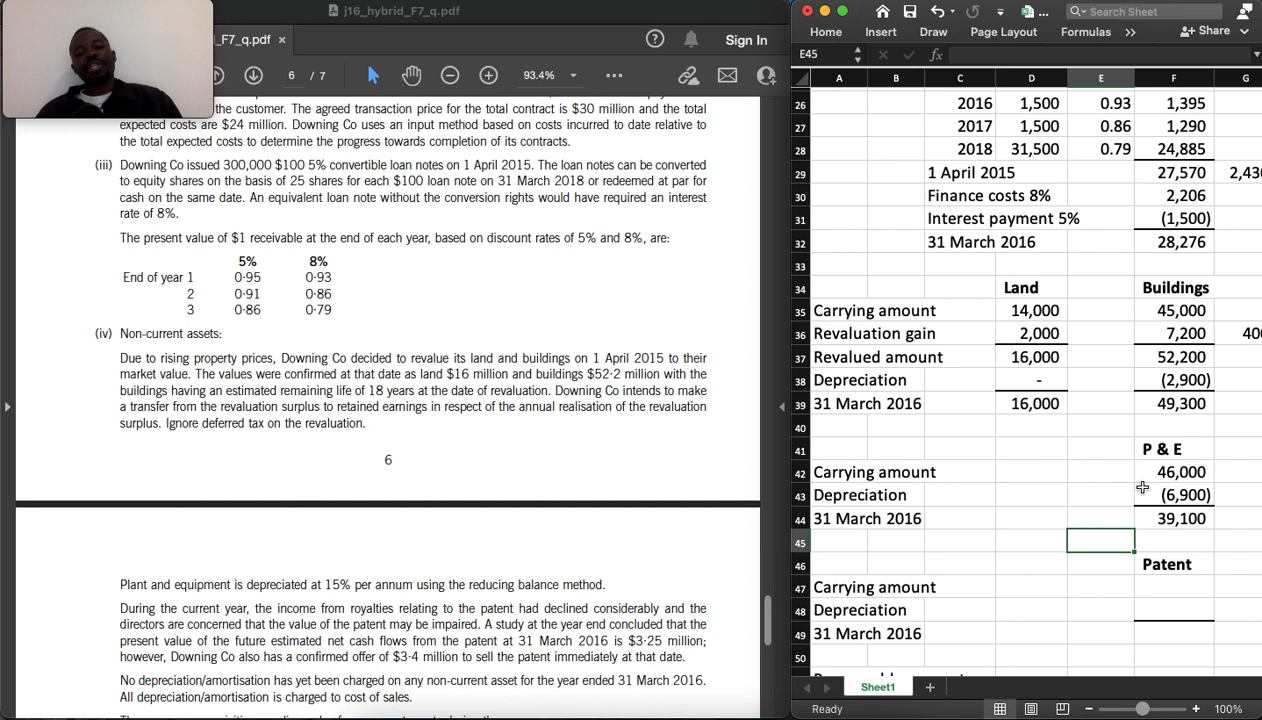 j16_hybrid_F7_q.pdf
_F7_q.pdf ×
Sign In
6 / 7
93.4%
the customer. The agreed transaction price for the total contract is $30 million and the total
expected costs are $24 million. Downing Co uses an input method based on costs incurred to date relative to
the total expected costs to determine the progress towards completion of its contracts.
(iii) Downing Co issued 300,000 $100 5% convertible loan notes on 1 April 2015. The loan notes can be converted
to equity shares on the basis of 25 shares for each $100 loan note on 31 March 2018 or redeemed at par for
cash on the same date. An equivalent loan note without the conversion rights would have required an interest
rate of 8%.
The present value of $1 receivable at the end of each year, based on discount rates of 5% and 8%, are:
5% 8%
End of year 1 0·95 0·93
2 0·91 0·86
3 0·86 0·79
(iv) Non-current assets:
Due to rising property prices, Downing Co decided to revalue its land and buildings on 1 April 2015 to their
market value. The values were confirmed at that date as land $16 million and buildings $52·2 million with the
buildings having an estimated remaining life of 18 years at the date of revaluation. Downing Co intends to make
a transfer from the revaluation surplus to retained earnings in respect of the annual realisation of the revaluation
surplus. Ignore deferred tax on the revaluation.
6
Plant and equipment is depreciated at 15% per annum using the reducing balance method.
During the current year, the income from royalties relating to the patent had declined considerably and the
directors are concerned that the value of the patent may be impaired. A study at the year end concluded that the
present value of the future estimated net cash flows from the patent at 31 March 2016 is $3·25 million;
however, Downing Co also has a confirmed offer of $3·4 million to sell the patent immediately at that date.
No depreciation/amortisation has yet been charged on any non-current asset for the year ended 31 March 2016.
All depreciation/amortisation is charged to cost of sales.
Search Sheet
Home Insert Draw Page Layout Formulas Share
E45 fx
A B C D E F G
26 2016 1,500 0.93 1,395
27 2017 1,500 0.86 1,290
28 2018 31,500 0.79 24,885
29 1 April 2015 27,570
30 Finance costs 8% 2,206
31 Interest payment 5% (1,500)
32 31 March 2016 28,276
33
34 Land Buildings
35 Carrying amount 14,000 45,000
36 Revaluation gain 2,000 7,200
37 Revalued amount 16,000 52,200
38 Depreciation - (2,900)
39 31 March 2016 16,000 49,300
40
41 P & E
42 Carrying amount 46,000
43 Depreciation (6,900)
44 31 March 2016 39,100
45
46 Patent
47 Carrying amount
48 Depreciation
49 31 March 2016
50
Sheet1
Ready 100%